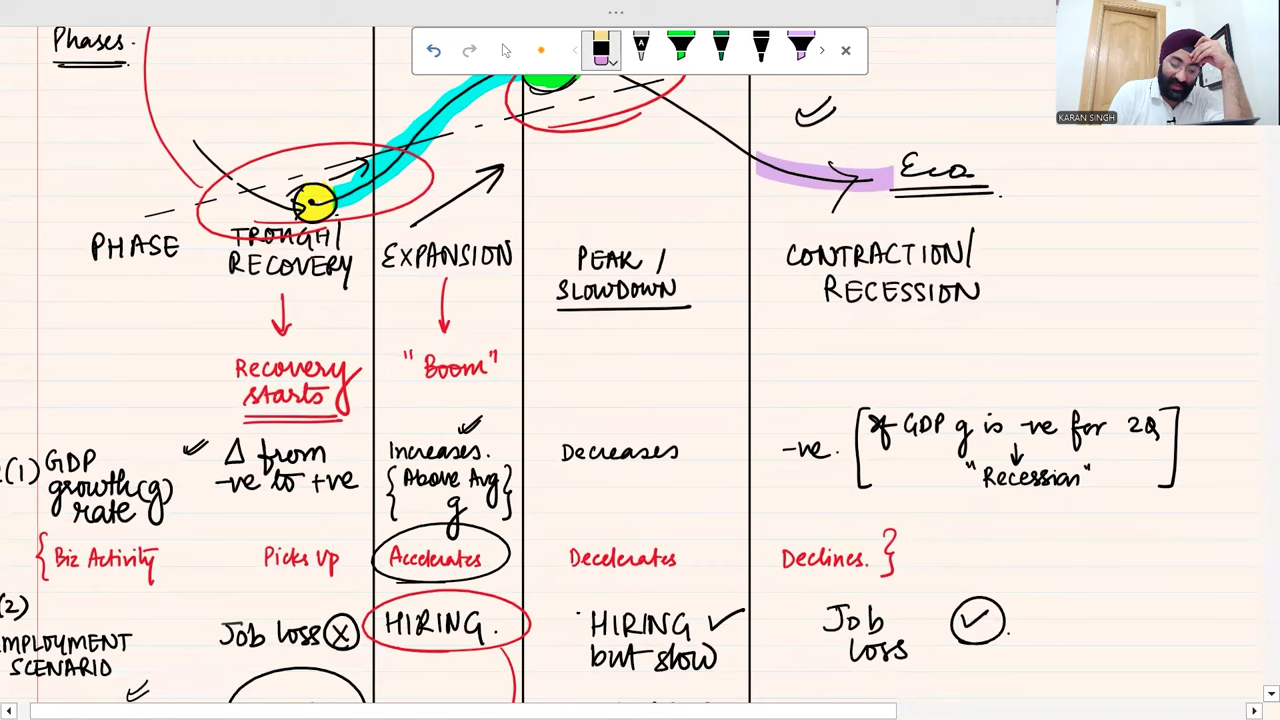 Phases.
KARAN SINGH
Eco
PHASE
TROUGH/
RECOVERY
EXPANSION
PEAK /
SLOWDOWN
CONTRACTION/
RECESSION
Recovery
starts
"Boom"
(1) GDP
growth(g)
rate
Δ from
-ve to +ve
Increases.
{Above Avg}
g
Decreases
-ve. [If GDP g is -ve for 2Q]
"Recession"
{Biz Activity
Picks Up
Accelerates
Decelerates
Declines.}
(2)
MPLOYMENT
SCENARIO
Job loss
HIRING.
HIRING ✓
but slow
Job
loss